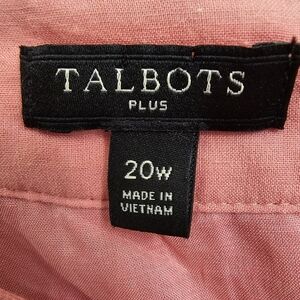 TALBOTS
PLUS
20W
MADE IN
VIETNAM